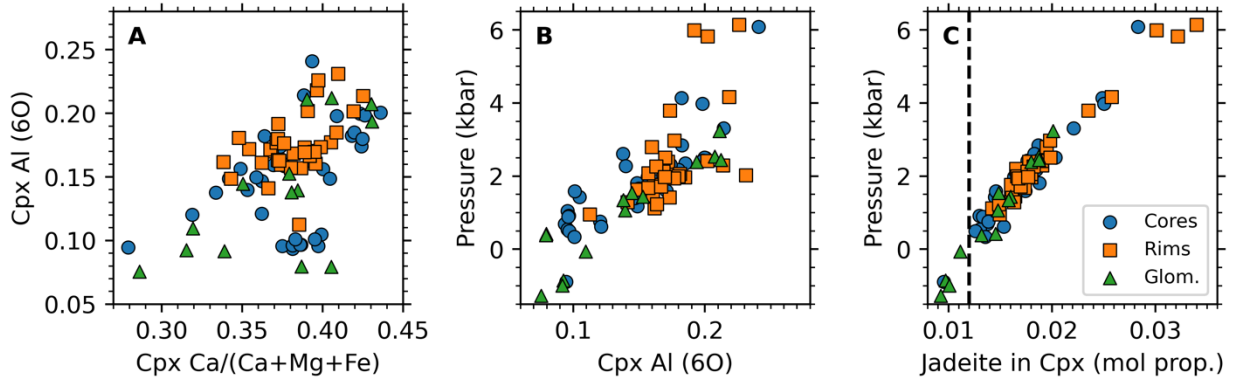 A
0.25
0.20
0.15
0.10
0.05
Cpx Al (6O)
0.30 0.35 0.40 0.45
Cpx Ca/(Ca+Mg+Fe)
B
6
4
2
0
Pressure (kbar)
0.1 0.2
Cpx Al (6O)
C
6
4
2
0
Pressure (kbar)
Cores
Rims
Glom.
0.01 0.02 0.03
Jadeite in Cpx (mol prop.)